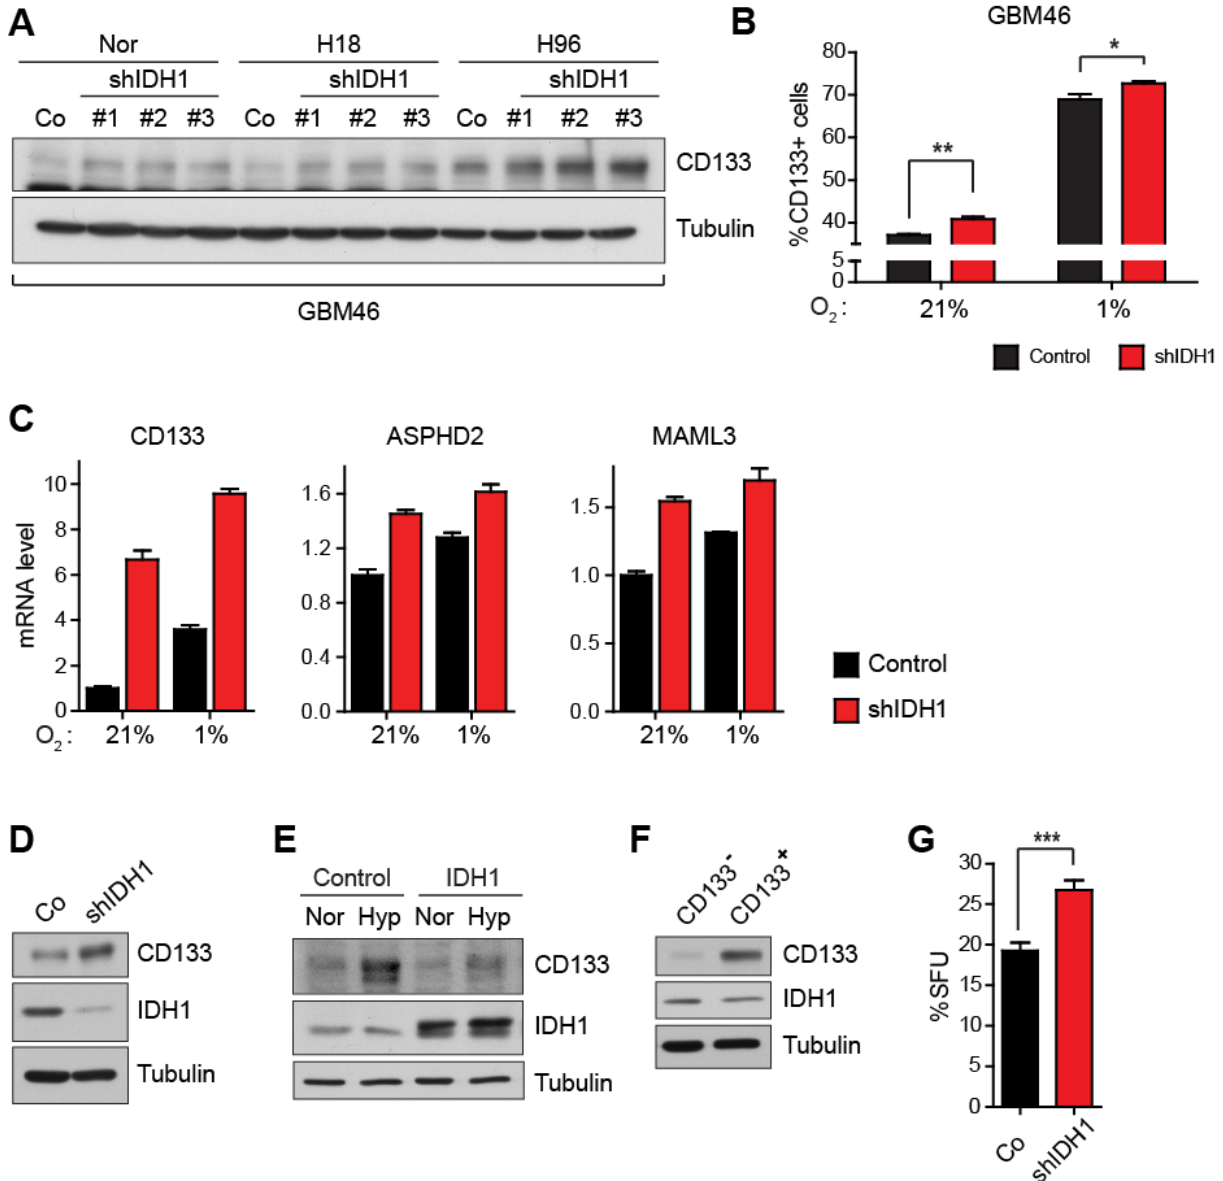 A
Nor H18 H96
shIDH1 shIDH1 shIDH1
Co #1 #2 #3 Co #1 #2 #3 Co #1 #2 #3
CD133
Tubulin
GBM46
B
GBM46
%CD133+ cells
80
70
60
50
40
5
0
** *
O2: 21% 1%
Control shIDH1
C
CD133 ASPHD2 MAML3
mRNA level
10
8
6
4
2
0
1.6
1.2
0.8
0.4
0.0
1.5
1.0
0.5
0.0
O2: 21% 1% 21% 1% 21% 1%
Control
shIDH1
D
Co shIDH1
CD133
IDH1
Tubulin
E
Control IDH1
Nor Hyp Nor Hyp
CD133
IDH1
Tubulin
F
CD133- CD133+
CD133
IDH1
Tubulin
G
***
%SFU
30
25
20
15
10
5
0
Co shIDH1